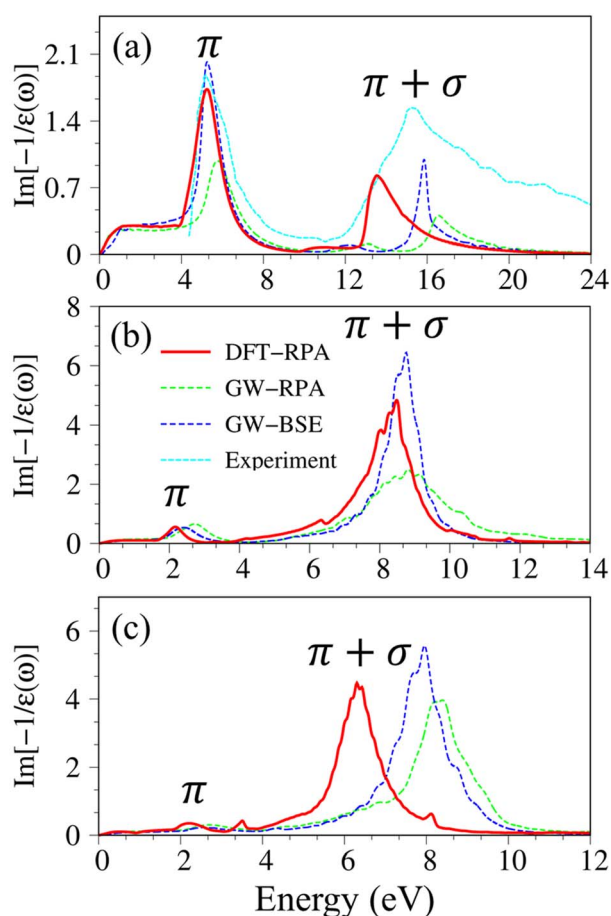 (a)
π
π + σ
Im[−1/ε(ω)]
2.1
1.4
0.7
0
0 4 8 12 16 20 24
(b)
π + σ
DFT−RPA
GW−RPA
GW−BSE
Experiment
π
Im[−1/ε(ω)]
8
6
4
2
0
0 2 4 6 8 10 12 14
(c)
π + σ
π
Im[−1/ε(ω)]
6
4
2
0
0 2 4 6 8 10 12
Energy (eV)